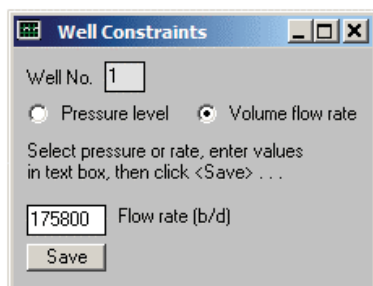 Well Constraints
Well No. 1
Pressure level Volume flow rate
Select pressure or rate, enter values
in text box, then click <Save> . . .
175800 Flow rate (b/d)
Save